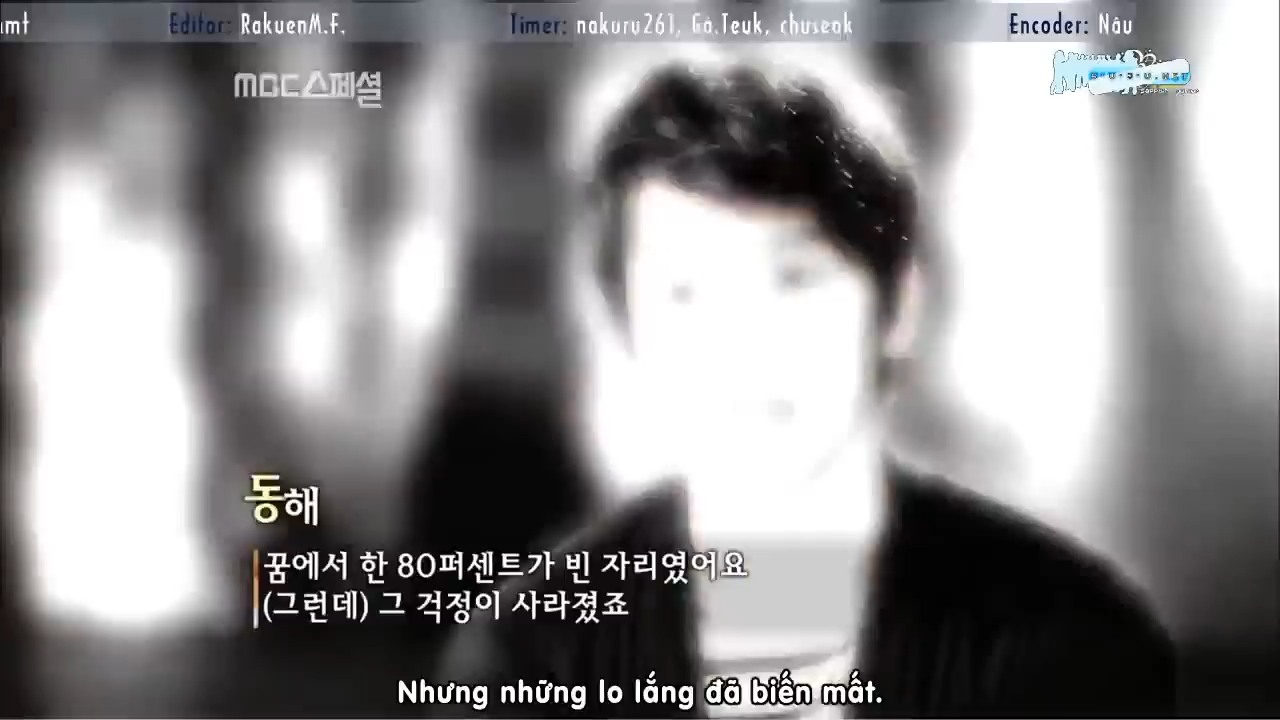 amt Editor: RakuenM.F. Timer: nakuru261, Gà.Teuk, chuseok Encoder: Nâu
MBC스페셜
동해
꿈에서 한 80퍼센트가 빈 자리였어요
(그런데) 그 걱정이 사라졌죠
Nhưng những lo lắng đã biến mất.